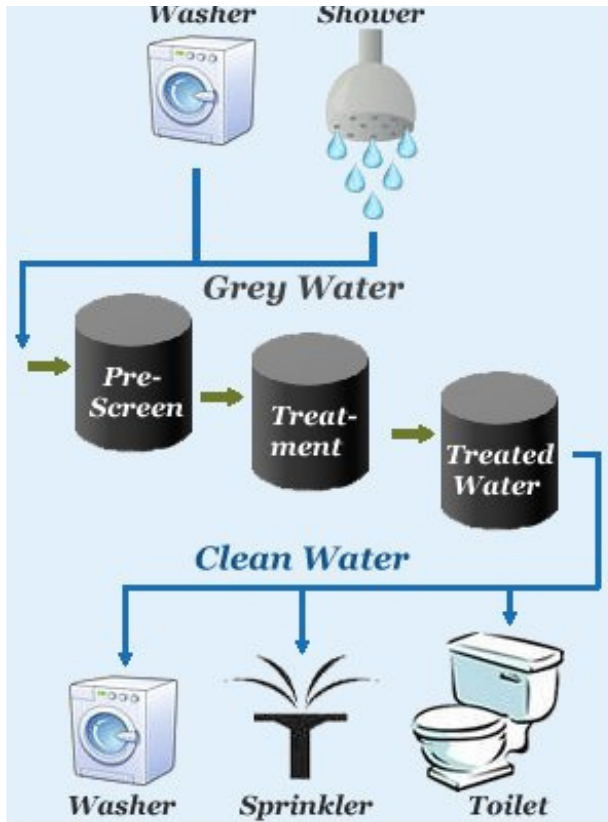 Washer Shower
Grey Water
Pre-
Screen
Treat-
ment
Treated
Water
Clean Water
Washer Sprinkler Toilet